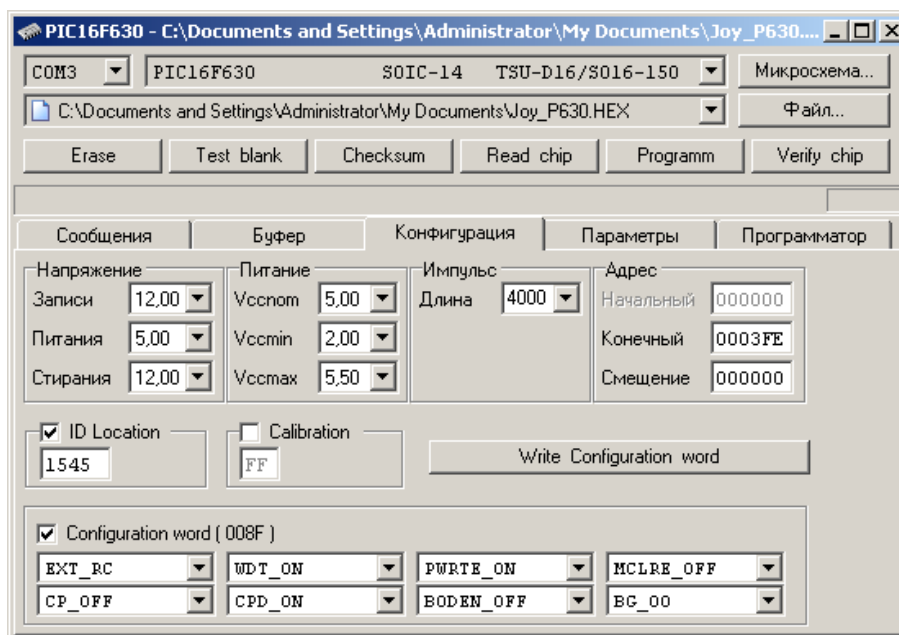 PIC16F630 - C:\Documents and Settings\Administrator\My Documents\Joy_P630....
COM3 PIC16F630 SOIC-14 TSU-D16/SO16-150 Микросхема...
C:\Documents and Settings\Administrator\My Documents\Joy_P630.HEX Файл...
Erase Test blank Checksum Read chip Programm Verify chip
Сообщения Буфер Конфигурация Параметры Программатор
Напряжение Питание Импульс Адрес
Записи 12,00 Vccnom 5,00 Длина 4000 Начальный 000000
Питания 5,00 Vccmin 2,00 Конечный 0003FE
Стирания 12,00 Vccmax 5,50 Смещение 000000
ID Location Calibration
1545 FF Write Configuration word
Configuration word ( 008F )
EXT_RC WDT_ON PWRTE_ON MCLRE_OFF
CP_OFF CPD_ON BODEN_OFF BG_00